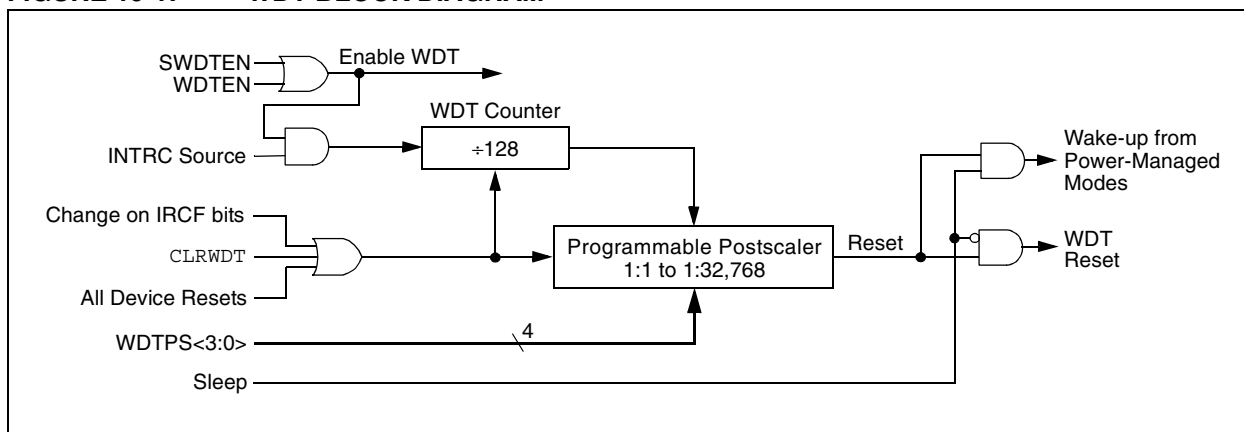 SWDTEN
WDTEN
Enable WDT
WDT Counter
÷128
INTRC Source
Wake-up from
Power-Managed
Modes
Change on IRCF bits
CLRWDT
All Device Resets
Programmable Postscaler
1:1 to 1:32,768
Reset
WDT
Reset
WDTPS<3:0>
4
Sleep